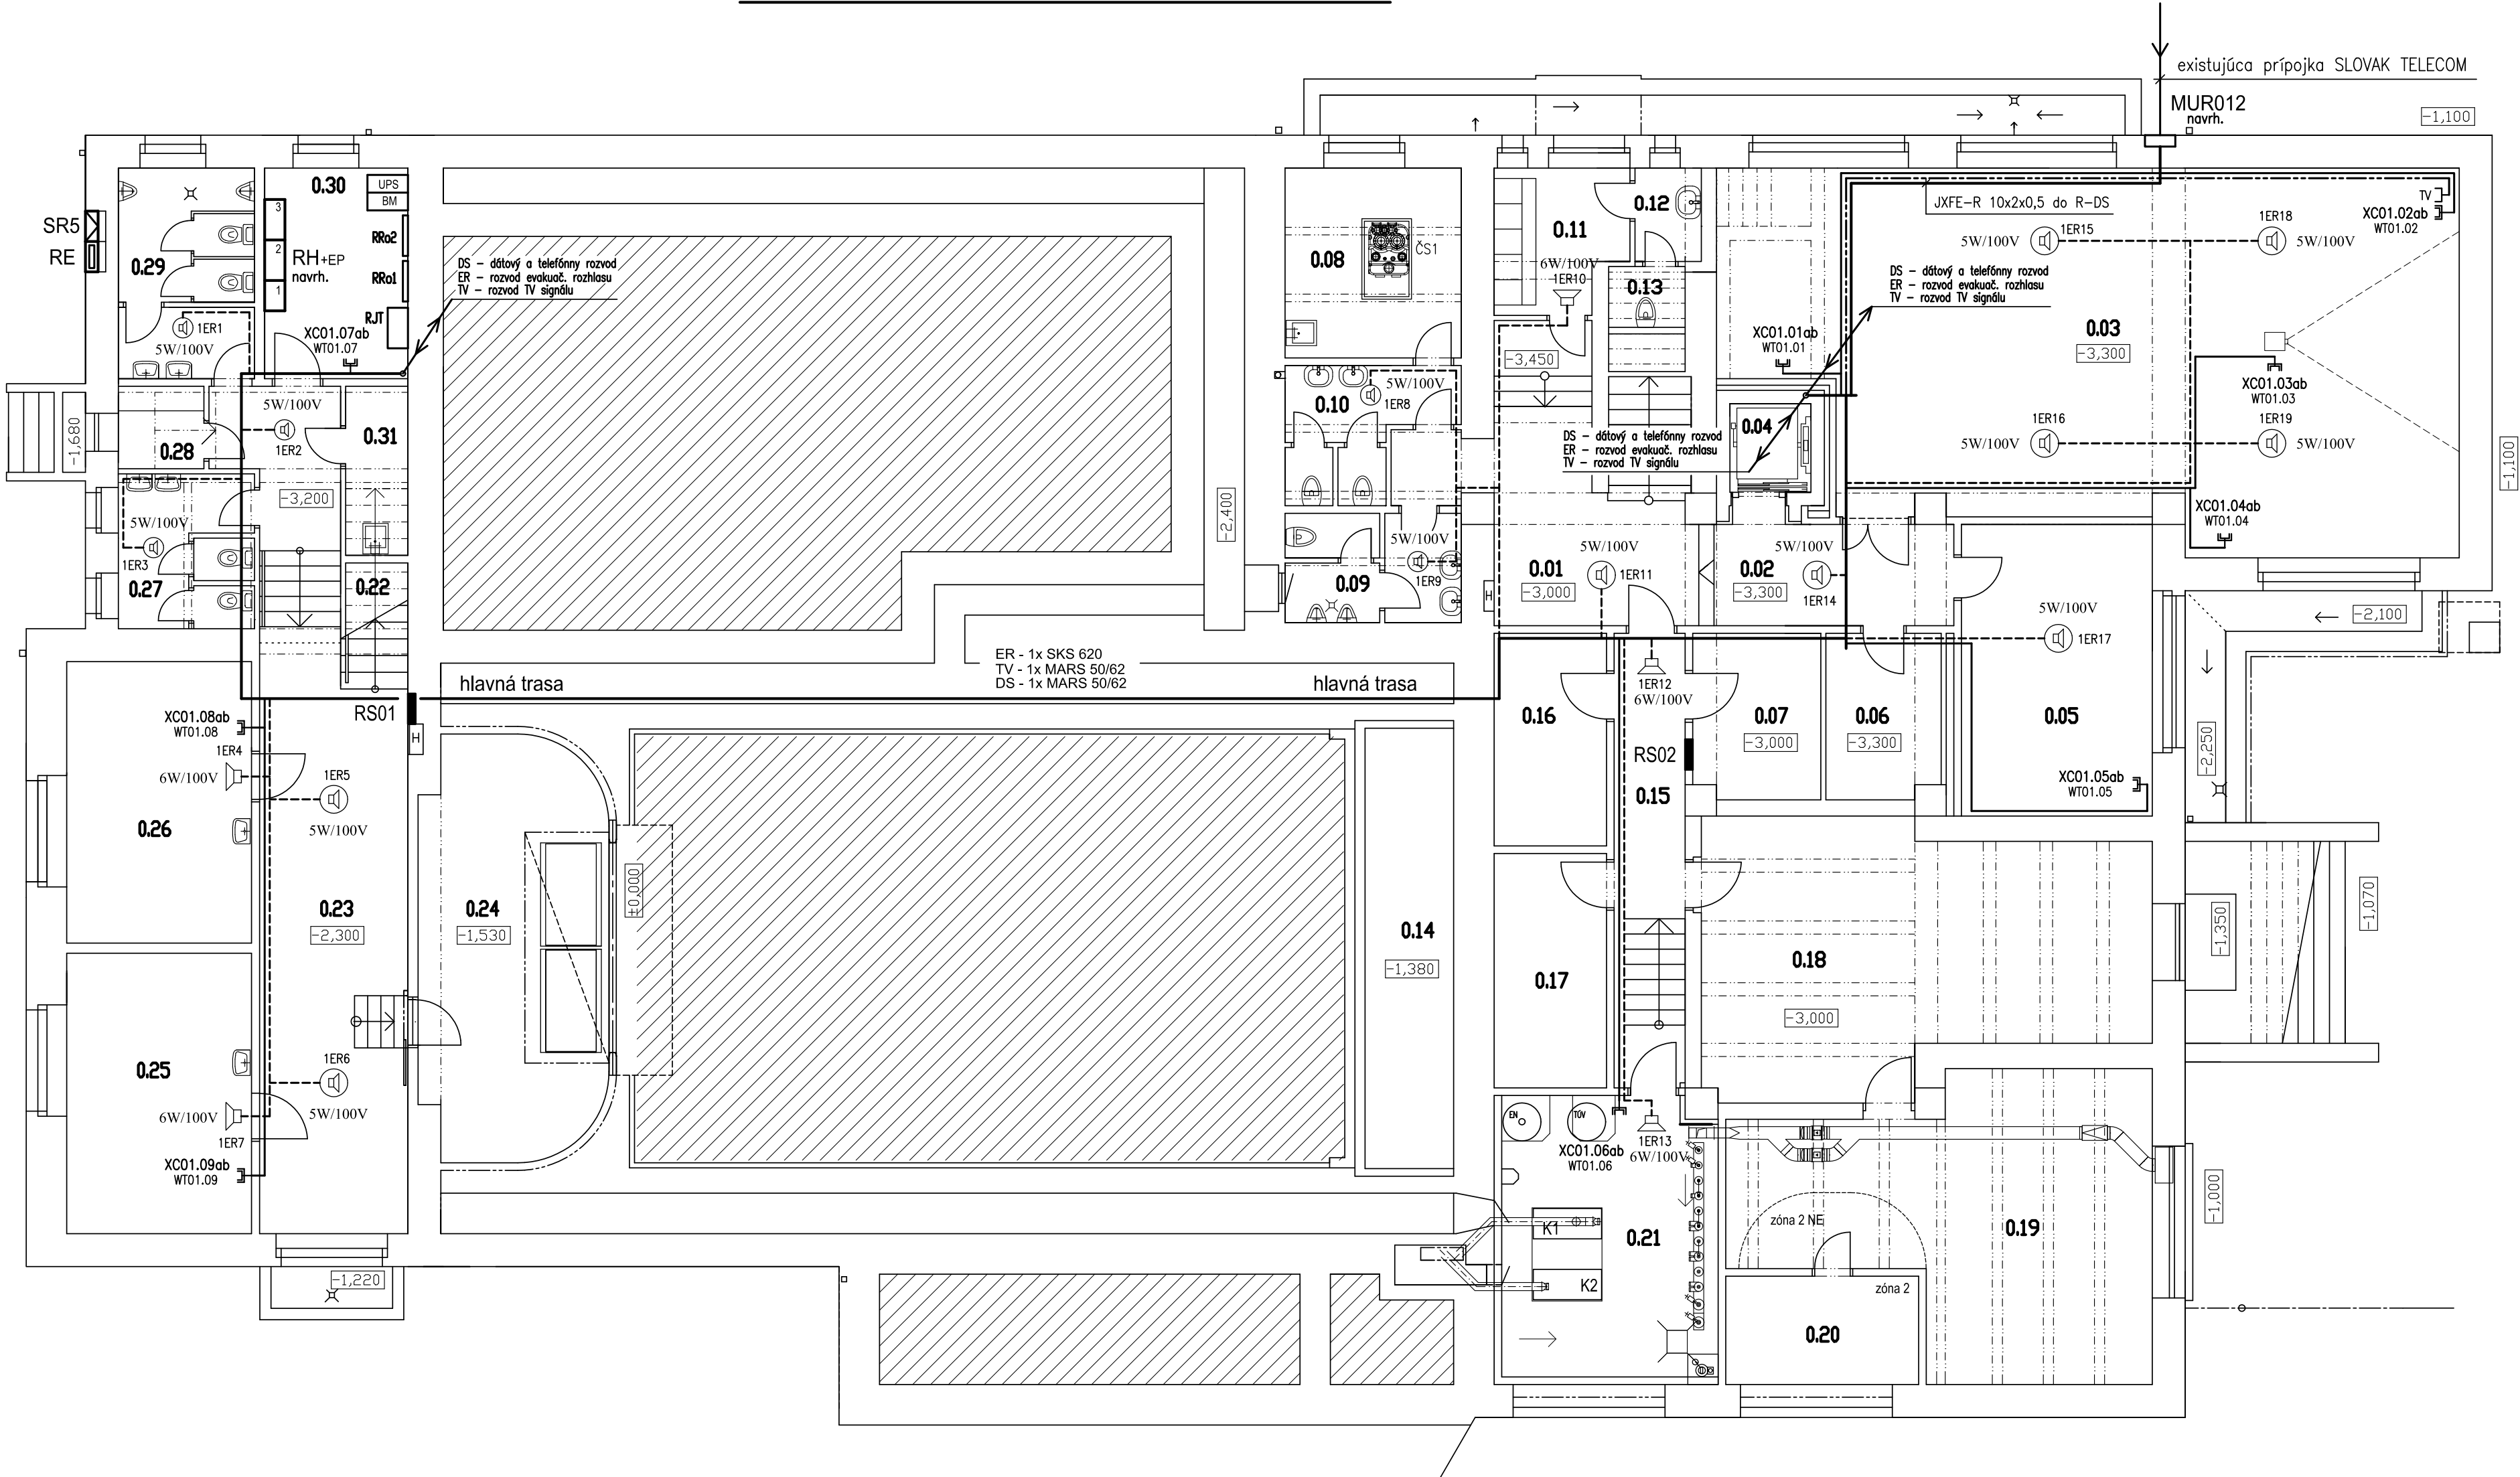 existujúca prípojka SLOVAK TELECOM
MUR012
navrh.
-1,100
0.30
UPS
BM
3
2
1
SR5
RE
RH+EP
navrh.
RRo2
RRo1
RJT
0.29
XC01.07ab
WT01.07
1ER1
5W/100V
DS – dátový a telefónny rozvod
ER – rozvod evakuač. rozhlasu
TV – rozvod TV signálu
0.08
ČS1
0.11
6W/100V
1ER10
0.12
0.13
-3,450
JXFE-R 10x2x0,5 do R-DS
TV
XC01.02ab
WT01.02
1ER15
5W/100V
1ER18
5W/100V
DS – dátový a telefónny rozvod
ER – rozvod evakuač. rozhlasu
TV – rozvod TV signálu
0.03
-3,300
XC01.01ab
WT01.01
XC01.03ab
WT01.03
1ER16
5W/100V
1ER19
5W/100V
-1,100
-1,680
5W/100V
1ER2
0.28
0.31
-3,200
5W/100V
1ER3
0.27
0.22
5W/100V
1ER8
0.10
0.04
DS – dátový a telefónny rozvod
ER – rozvod evakuač. rozhlasu
TV – rozvod TV signálu
-2,400
5W/100V
1ER9
0.09
H
0.01
-3,000
5W/100V
1ER11
0.02
-3,300
5W/100V
1ER14
XC01.04ab
WT01.04
5W/100V
1ER17
-2,100
ER - 1x SKS 620
TV - 1x MARS 50/62
DS - 1x MARS 50/62
hlavná trasa
hlavná trasa
RS01
H
XC01.08ab
WT01.08
1ER4
6W/100V
1ER5
5W/100V
0.26
0.23
-2,300
0.24
-1,530
±0,000
0.14
-1,380
1ER12
6W/100V
0.16
RS02
0.15
0.07
-3,000
0.06
-3,300
0.05
XC01.05ab
WT01.05
-2,250
-1,350
-1,070
0.17
0.18
-3,000
0.25
1ER6
5W/100V
6W/100V
1ER7
XC01.09ab
WT01.09
-1,220
EN
TÚV
XC01.06ab
WT01.06
1ER13
6W/100V
K1
K2
0.21
zóna 2 NE
zóna 2
0.19
0.20
-1,000